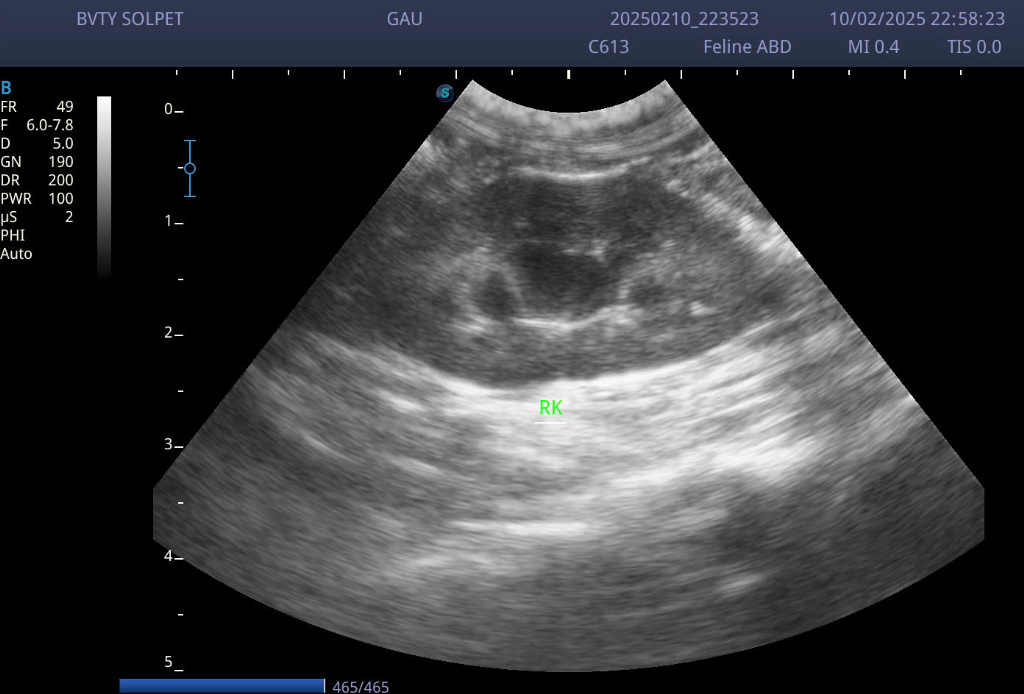 BVTY SOLPET GAU 20250210_223523 10/02/2025 22:58:23
C613 Feline ABD MI 0.4 TIS 0.0
B
FR 49
F 6.0-7.8
D 5.0
GN 190
DR 200
PWR 100
µS 2
PHI
Auto
S
0
1
2
3
4
5
RK
465/465